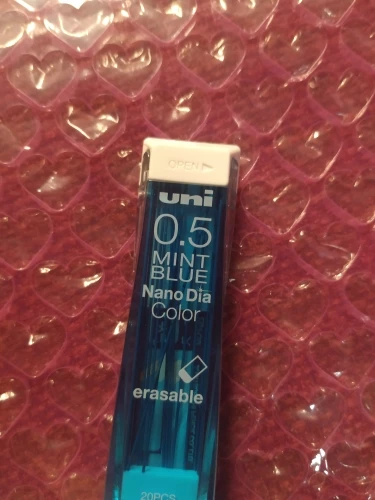 OPEN
uni
0.5
MINT
BLUE
Nano Dia
Color
erasable
20PCS